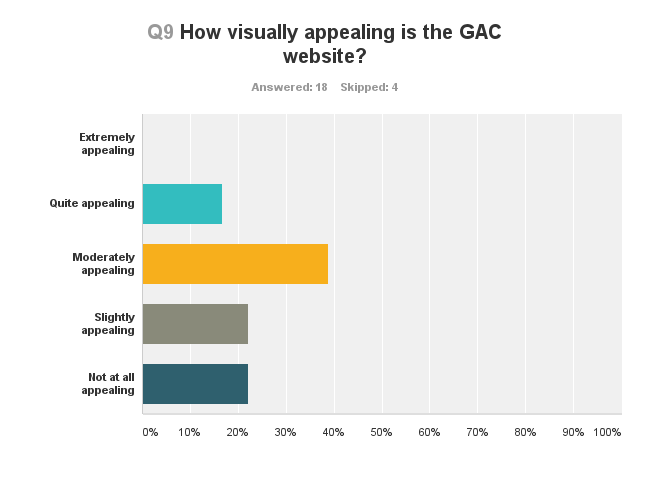 Q9 How visually appealing is the GAC
website?
Answered: 18 Skipped: 4
Extremely
appealing
Quite appealing
Moderately
appealing
Slightly
appealing
Not at all
appealing
0% 10% 20% 30% 40% 50% 60% 70% 80% 90% 100%